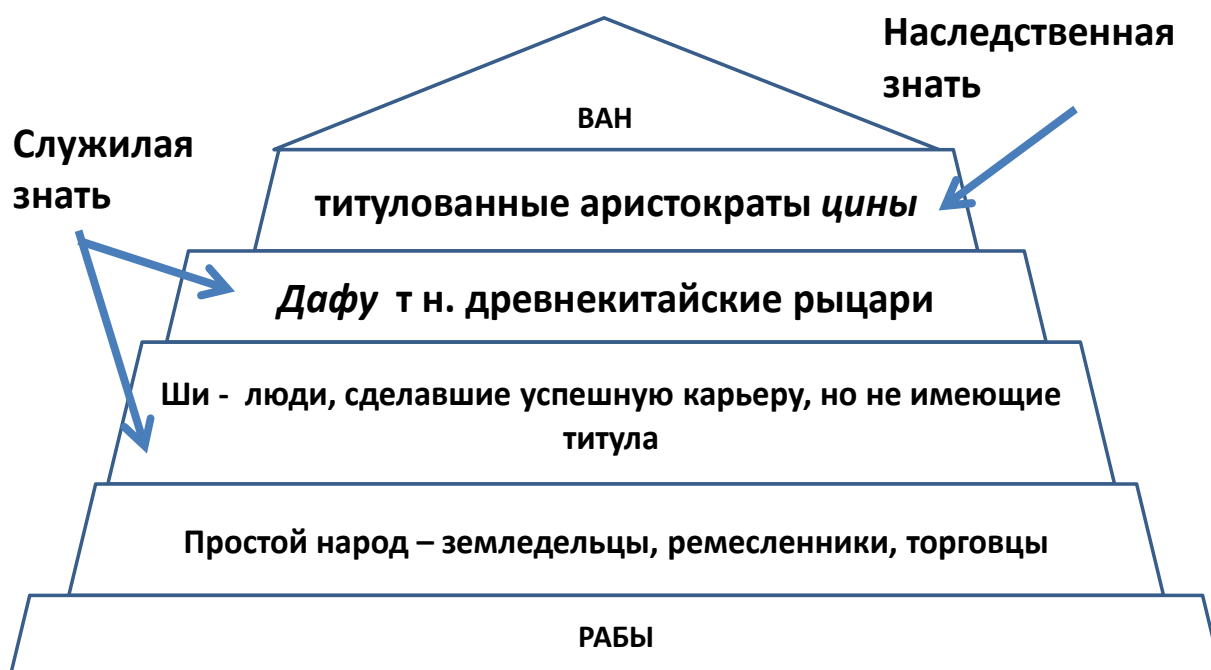 Наследственная
знать
ВАН
Служилая
знать
титулованные аристократы цины
Дафу т н. древнекитайские рыцари
Ши - люди, сделавшие успешную карьеру, но не имеющие
титула
Простой народ – земледельцы, ремесленники, торговцы
РАБЫ